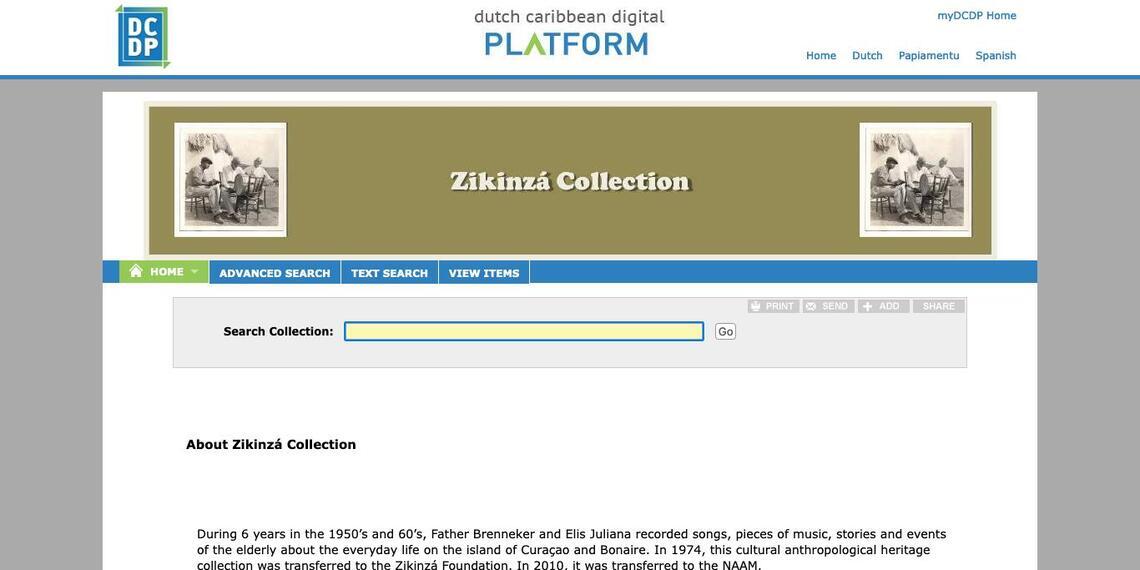 DC
DP
dutch caribbean digital
PLATFORM
myDCDP Home
Home Dutch Papiamentu Spanish
Zikinzá Collection
HOME ADVANCED SEARCH TEXT SEARCH VIEW ITEMS
PRINT SEND ADD SHARE
Search Collection: Go
About Zikinzá Collection
During 6 years in the 1950’s and 60’s, Father Brenneker and Elis Juliana recorded songs, pieces of music, stories and events
of the elderly about the everyday life on the island of Curaçao and Bonaire. In 1974, this cultural anthropological heritage
collection was transferred to the Zikinzá Foundation. In 2010, it was transferred to the NAAM.